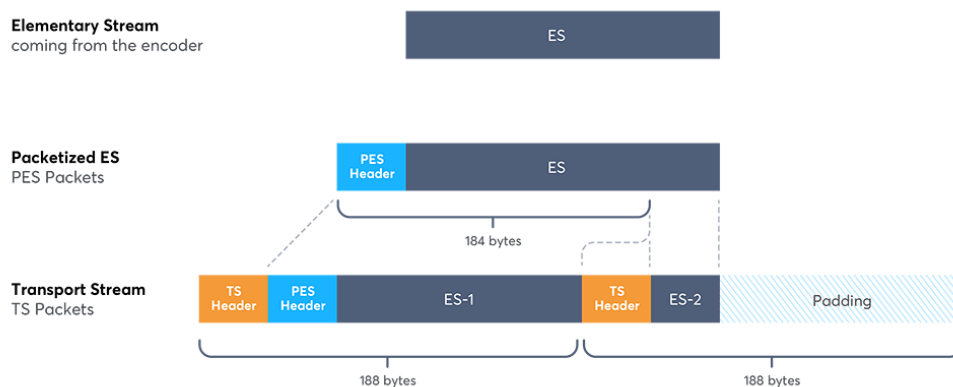 Elementary Stream
coming from the encoder
ES
Packetized ES
PES Packets
PES
Header
ES
184 bytes
Transport Stream
TS Packets
TS
Header
PES
Header
ES-1
TS
Header
ES-2
Padding
188 bytes
188 bytes